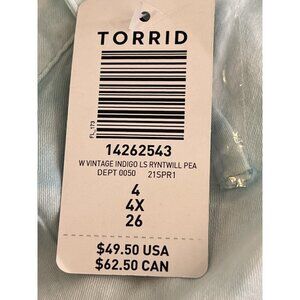 TORRID
FL_173
14262543
W VINTAGE INDIGO LS RYNTWILL PEA
DEPT 0050 21SPR1
4
4X
26
$49.50 USA
$62.50 CAN